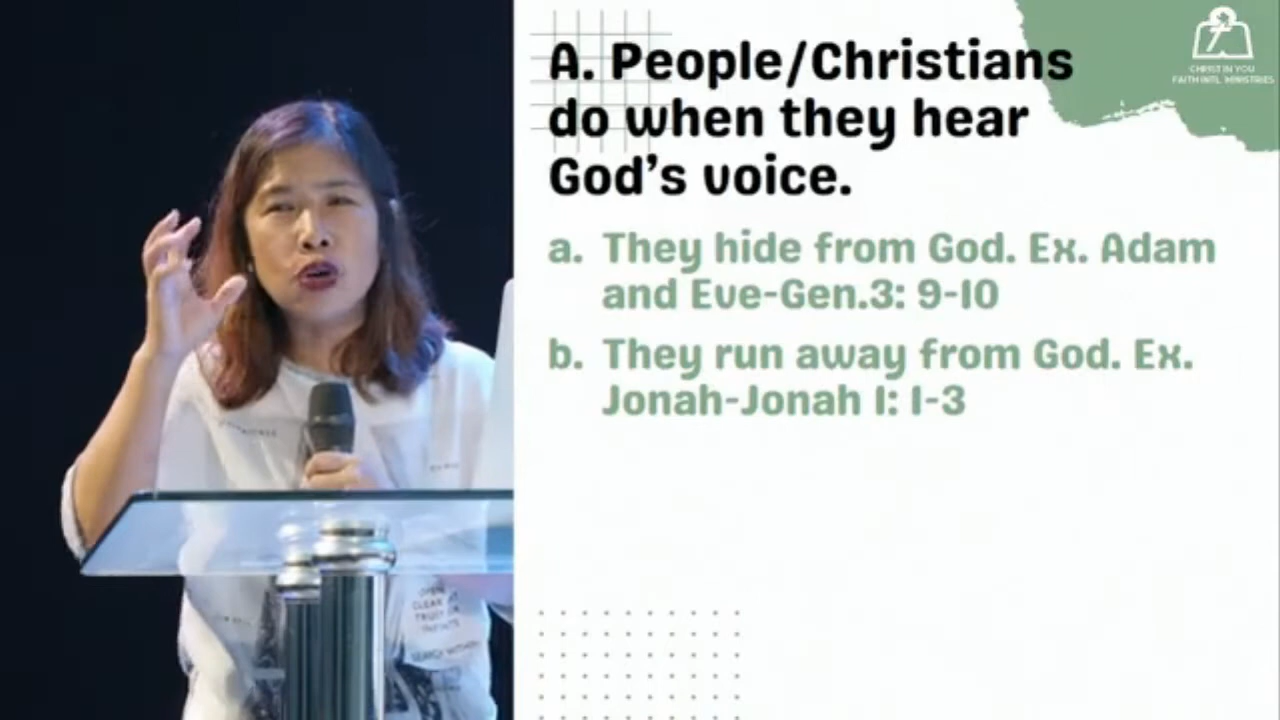 A. People/Christians
do when they hear
God's voice.
a. They hide from God. Ex. Adam
and Eve-Gen.3: 9-10
b. They run away from God. Ex.
Jonah-Jonah 1: 1-3
CHRIST IN YOU
FAITH INTL. MINISTRIES